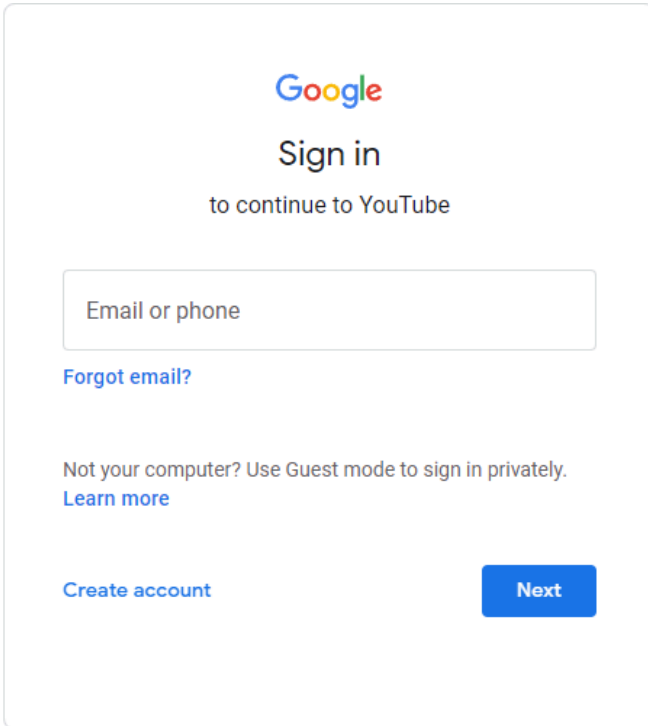 Google
Sign in
to continue to YouTube
Email or phone
Forgot email?
Not your computer? Use Guest mode to sign in privately.
Learn more
Create account
Next